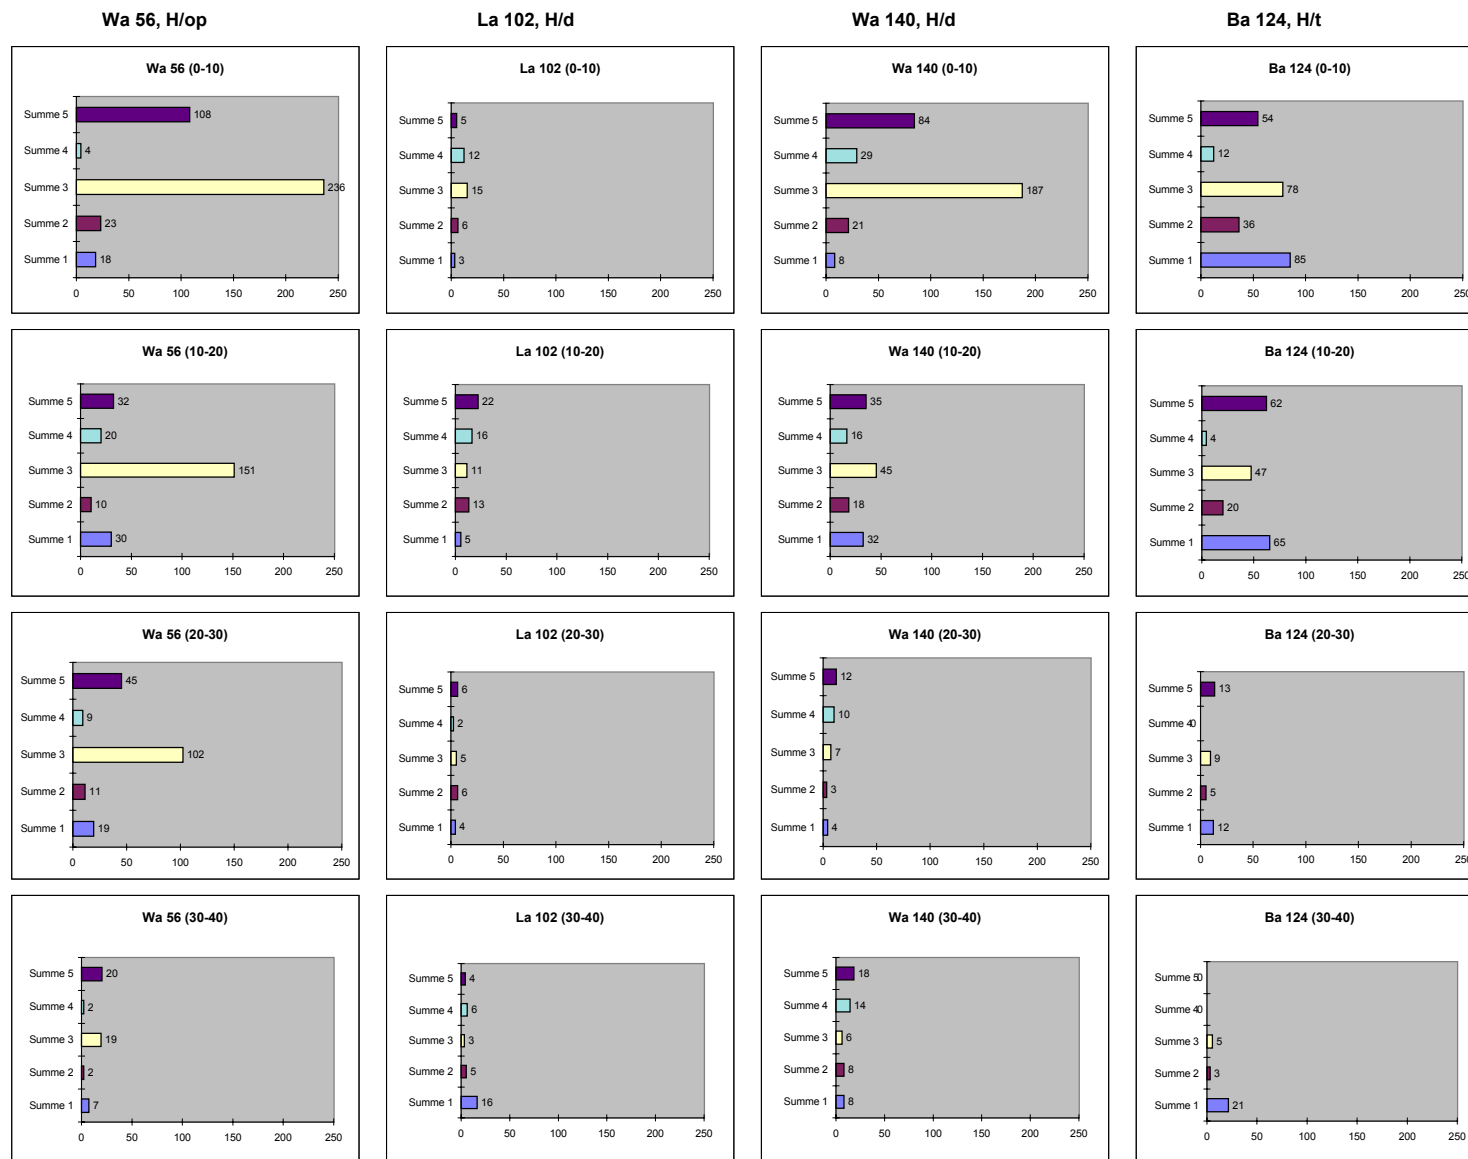 Wa 56, H/op
La 102, H/d
Wa 140, H/d
Ba 124, H/t
Wa 56 (0-10)
Summe 5 108
Summe 4 4
Summe 3 236
Summe 2 23
Summe 1 18
0 50 100 150 200 250
La 102 (0-10)
Summe 5 5
Summe 4 12
Summe 3 15
Summe 2 6
Summe 1 3
0 50 100 150 200 250
Wa 140 (0-10)
Summe 5 84
Summe 4 29
Summe 3 187
Summe 2 21
Summe 1 8
0 50 100 150 200 250
Ba 124 (0-10)
Summe 5 54
Summe 4 12
Summe 3 78
Summe 2 36
Summe 1 85
0 50 100 150 200 250
Wa 56 (10-20)
Summe 5 32
Summe 4 20
Summe 3 151
Summe 2 10
Summe 1 30
0 50 100 150 200 250
La 102 (10-20)
Summe 5 22
Summe 4 16
Summe 3 11
Summe 2 13
Summe 1 5
0 50 100 150 200 250
Wa 140 (10-20)
Summe 5 35
Summe 4 16
Summe 3 45
Summe 2 18
Summe 1 32
0 50 100 150 200 250
Ba 124 (10-20)
Summe 5 62
Summe 4 4
Summe 3 47
Summe 2 20
Summe 1 65
0 50 100 150 200 250
Wa 56 (20-30)
Summe 5 45
Summe 4 9
Summe 3 102
Summe 2 11
Summe 1 19
0 50 100 150 200 250
La 102 (20-30)
Summe 5 6
Summe 4 2
Summe 3 5
Summe 2 6
Summe 1 4
0 50 100 150 200 250
Wa 140 (20-30)
Summe 5 12
Summe 4 10
Summe 3 7
Summe 2 3
Summe 1 4
0 50 100 150 200 250
Ba 124 (20-30)
Summe 5 13
Summe 4 0
Summe 3 9
Summe 2 5
Summe 1 12
0 50 100 150 200 250
Wa 56 (30-40)
Summe 5 20
Summe 4 2
Summe 3 19
Summe 2 2
Summe 1 7
0 50 100 150 200 250
La 102 (30-40)
Summe 5 4
Summe 4 6
Summe 3 3
Summe 2 5
Summe 1 16
0 50 100 150 200 250
Wa 140 (30-40)
Summe 5 18
Summe 4 14
Summe 3 6
Summe 2 8
Summe 1 8
0 50 100 150 200 250
Ba 124 (30-40)
Summe 5 0
Summe 4 0
Summe 3 5
Summe 2 3
Summe 1 21
0 50 100 150 200 250